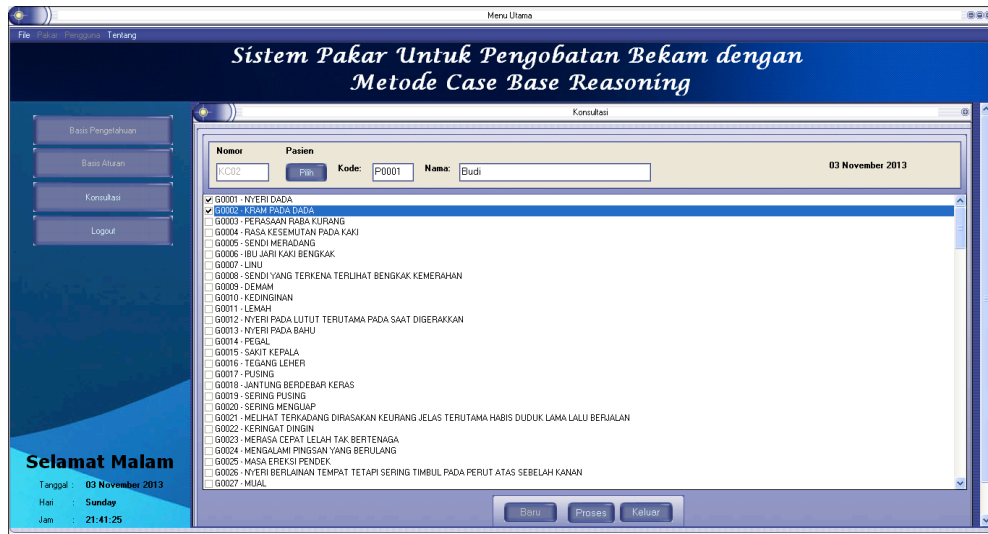 Menu Utama
File Pakar Pengguna Tentang
Sistem Pakar Untuk Pengobatan Bekam dengan
Metode Case Base Reasoning
Basis Pengetahuan
Basis Aturan
Konsultasi
Logout
Konsultasi
Nomor Pasien
KC02 Pilih Kode: P0001 Nama: Budi 03 November 2013
G0001 - NYERI DADA
G0002 - KRAM PADA DADA
G0003 - PERASAAN RABA KURANG
G0004 - RASA KESEMUTAN PADA KAKI
G0005 - SENDI MERADANG
G0006 - IBU JARI KAKI BENGKAK
G0007 - LINU
G0008 - SENDI YANG TERKENA TERLIHAT BENGKAK KEMERAHAN
G0009 - DEMAM
G0010 - KEDINGINAN
G0011 - LEMAH
G0012 - NYERI PADA LUTUT TERUTAMA PADA SAAT DIGERAKKAN
G0013 - NYERI PADA BAHU
G0014 - PEGAL
G0015 - SAKIT KEPALA
G0016 - TEGANG LEHER
G0017 - PUSING
G0018 - JANTUNG BERDEBAR KERAS
G0019 - SERING PUSING
G0020 - SERING MENGUAP
G0021 - MELIHAT TERKADANG DIRASAKAN KEURANG JELAS TERUTAMA HABIS DUDUK LAMA LALU BERJALAN
G0022 - KERINGAT DINGIN
G0023 - MERASA CEPAT LELAH TAK BERTENAGA
G0024 - MENGALAMI PINGSAN YANG BERULANG
G0025 - MASA EREKSI PENDEK
G0026 - NYERI BERLAINAN TEMPAT TETAPI SERING TIMBUL PADA PERUT ATAS SEBELAH KANAN
G0027 - MUAL
Baru Proses Keluar
Selamat Malam
Tanggal : 03 November 2013
Hari : Sunday
Jam : 21:41:25